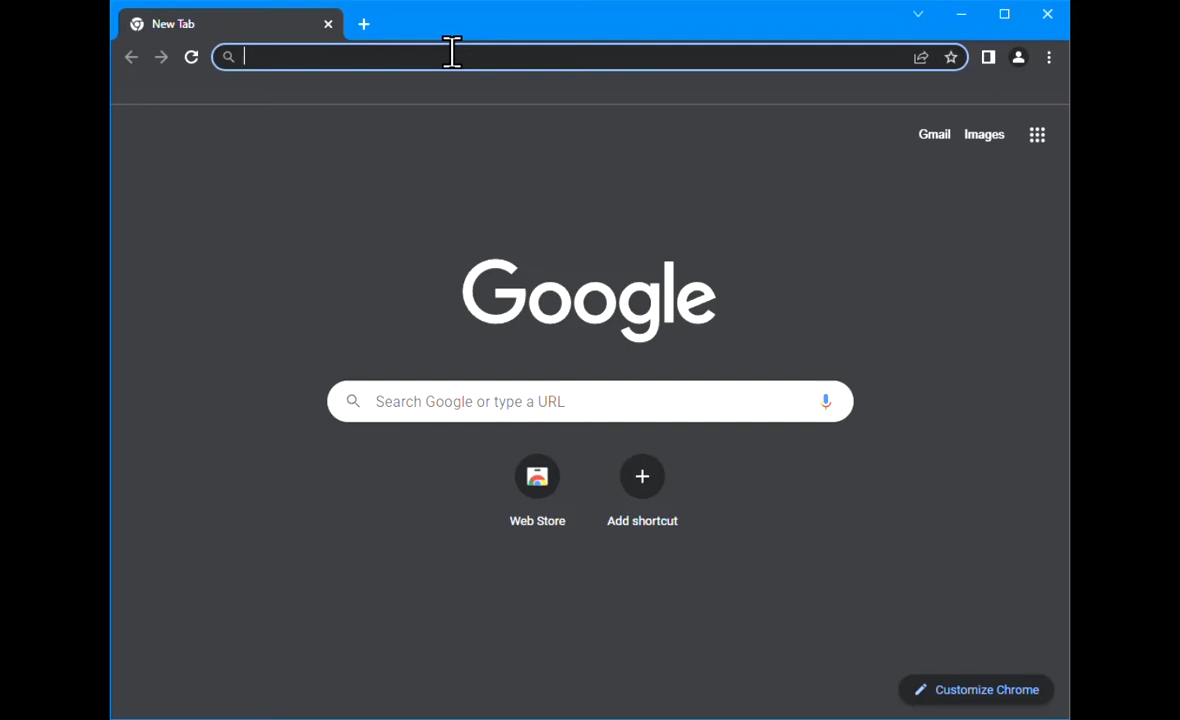 New Tab
Gmail Images
Google
Search Google or type a URL
Web Store Add shortcut
Customize Chrome